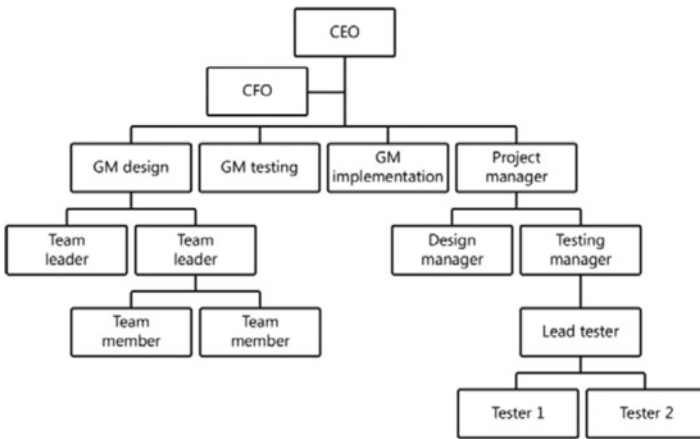 CEO
CFO
GM design
GM testing
GM
implementation
Project
manager
Team
leader
Team
leader
Design
manager
Testing
manager
Team
member
Team
member
Lead tester
Tester 1
Tester 2